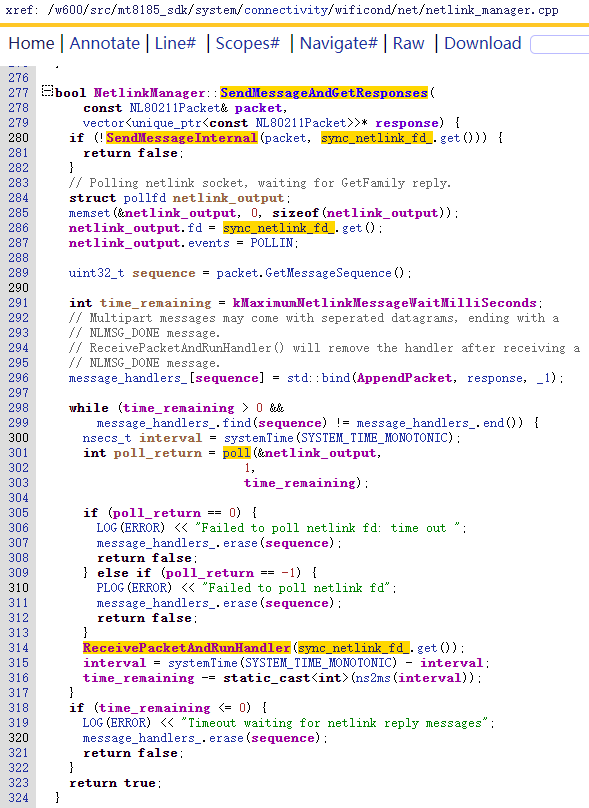 xref: /w600/src/mt8185_sdk/system/connectivity/wificond/net/netlink_manager.cpp
Home | Annotate | Line# | Scopes# | Navigate# | Raw | Download
276
277 bool NetlinkManager::SendMessageAndGetResponses(
278 const NL80211Packet& packet,
279 vector<unique_ptr<const NL80211Packet>>* response) {
280 if (!SendMessageInternal(packet, sync_netlink_fd_.get())) {
281 return false;
282 }
283 // Polling netlink socket, waiting for GetFamily reply.
284 struct pollfd netlink_output;
285 memset(&netlink_output, 0, sizeof(netlink_output));
286 netlink_output.fd = sync_netlink_fd_.get();
287 netlink_output.events = POLLIN;
288
289 uint32_t sequence = packet.GetMessageSequence();
290
291 int time_remaining = kMaximumNetlinkMessageWaitMilliSeconds;
292 // Multipart messages may come with seperated datagrams, ending with a
293 // NLMSG_DONE message.
294 // ReceivePacketAndRunHandler() will remove the handler after receiving a
295 // NLMSG_DONE message.
296 message_handlers_[sequence] = std::bind(AppendPacket, response, _1);
297
298 while (time_remaining > 0 &&
299 message_handlers_.find(sequence) != message_handlers_.end()) {
300 nsecs_t interval = systemTime(SYSTEM_TIME_MONOTONIC);
301 int poll_return = poll(&netlink_output,
302 1,
303 time_remaining);
304
305 if (poll_return == 0) {
306 LOG(ERROR) << "Failed to poll netlink fd: time out ";
307 message_handlers_.erase(sequence);
308 return false;
309 } else if (poll_return == -1) {
310 PLOG(ERROR) << "Failed to poll netlink fd";
311 message_handlers_.erase(sequence);
312 return false;
313 }
314 ReceivePacketAndRunHandler(sync_netlink_fd_.get());
315 interval = systemTime(SYSTEM_TIME_MONOTONIC) - interval;
316 time_remaining -= static_cast<int>(ns2ms(interval));
317 }
318 if (time_remaining <= 0) {
319 LOG(ERROR) << "Timeout waiting for netlink reply messages";
320 message_handlers_.erase(sequence);
321 return false;
322 }
323 return true;
324 }